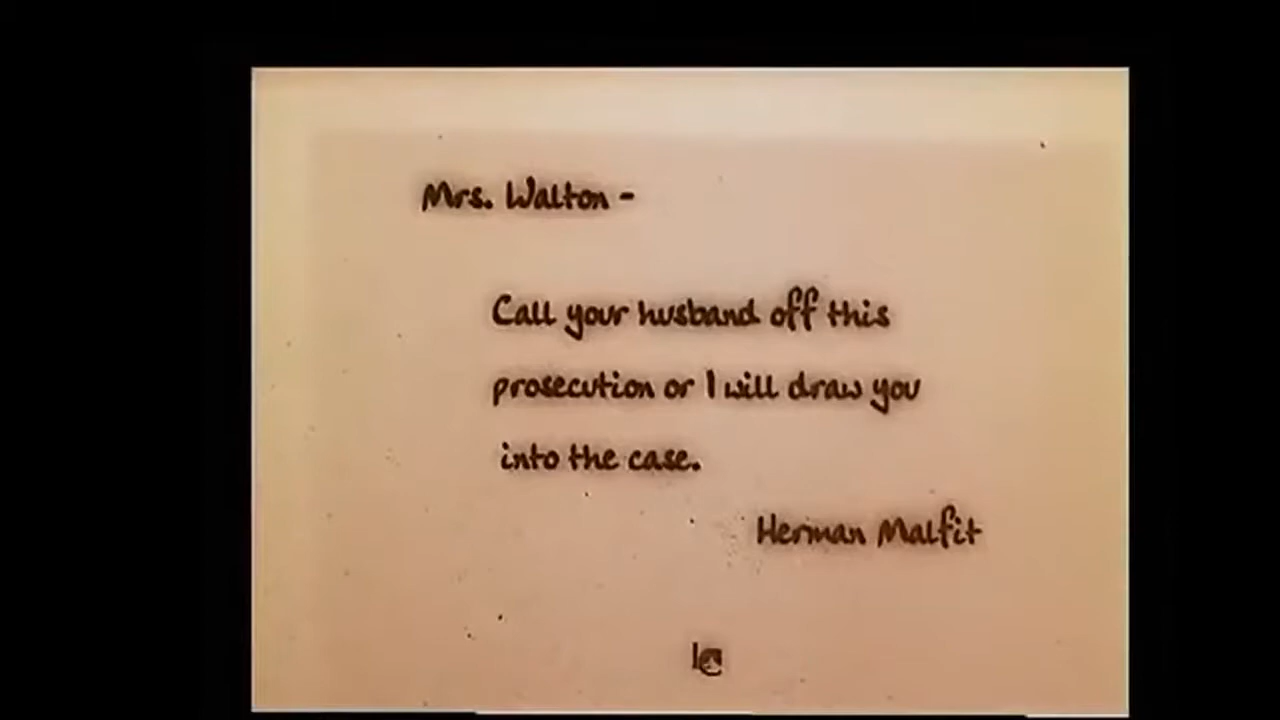 Mrs. Walton -
Call your husband off this
prosecution or I will draw you
into the case.
Herman Malfit